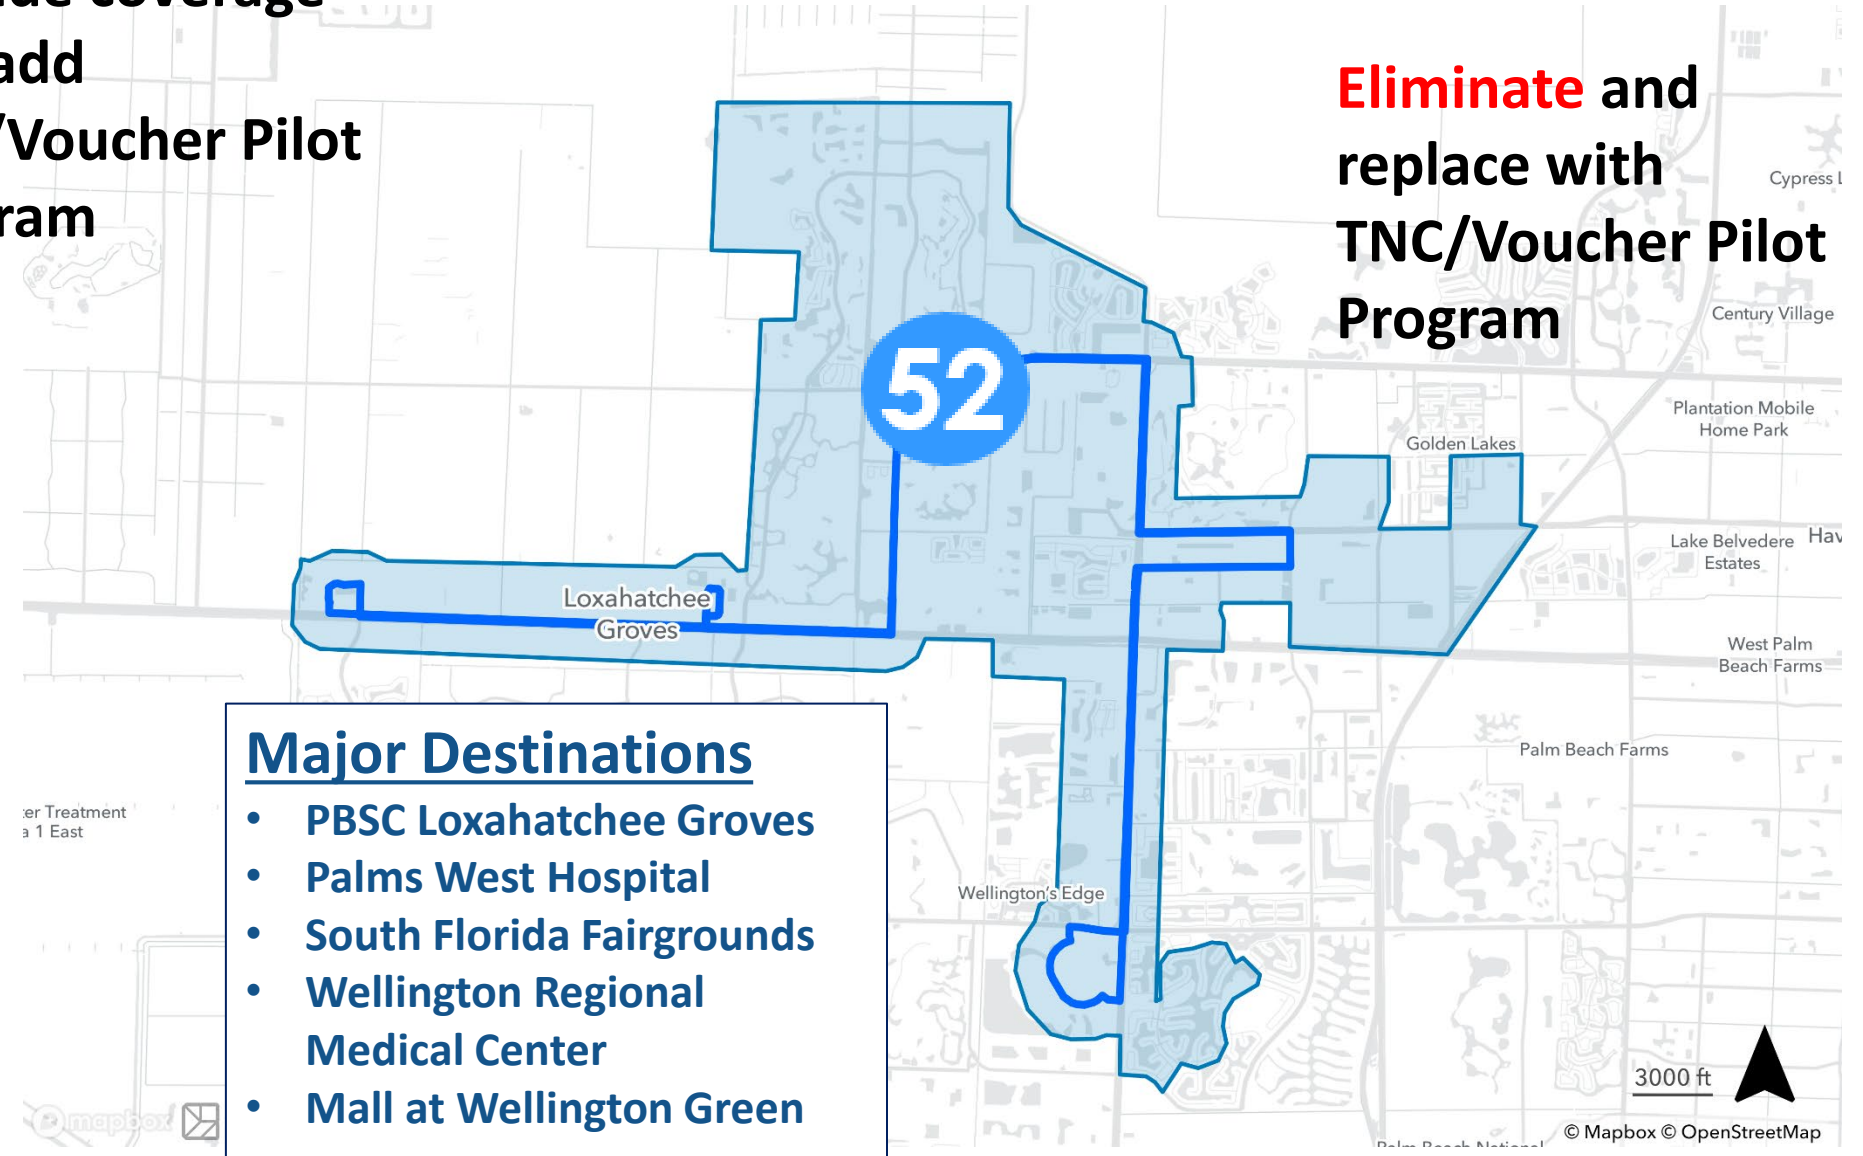 add
/Voucher Pilot
Eliminate and
replace with
TNC/Voucher Pilot
Program
Cypress
Century Village
52
Plantation Mobile
Home Park
Golden Lakes
Lake Belvedere
Estates
Loxahatchee
Groves
West Palm
Beach Farms
Palm Beach Farms
Wellington's Edge
Major Destinations
• PBSC Loxahatchee Groves
• Palms West Hospital
• South Florida Fairgrounds
• Wellington Regional
Medical Center
• Mall at Wellington Green
Treatment
a 1 East
3000 ft
mapbox
© Mapbox © OpenStreetMap